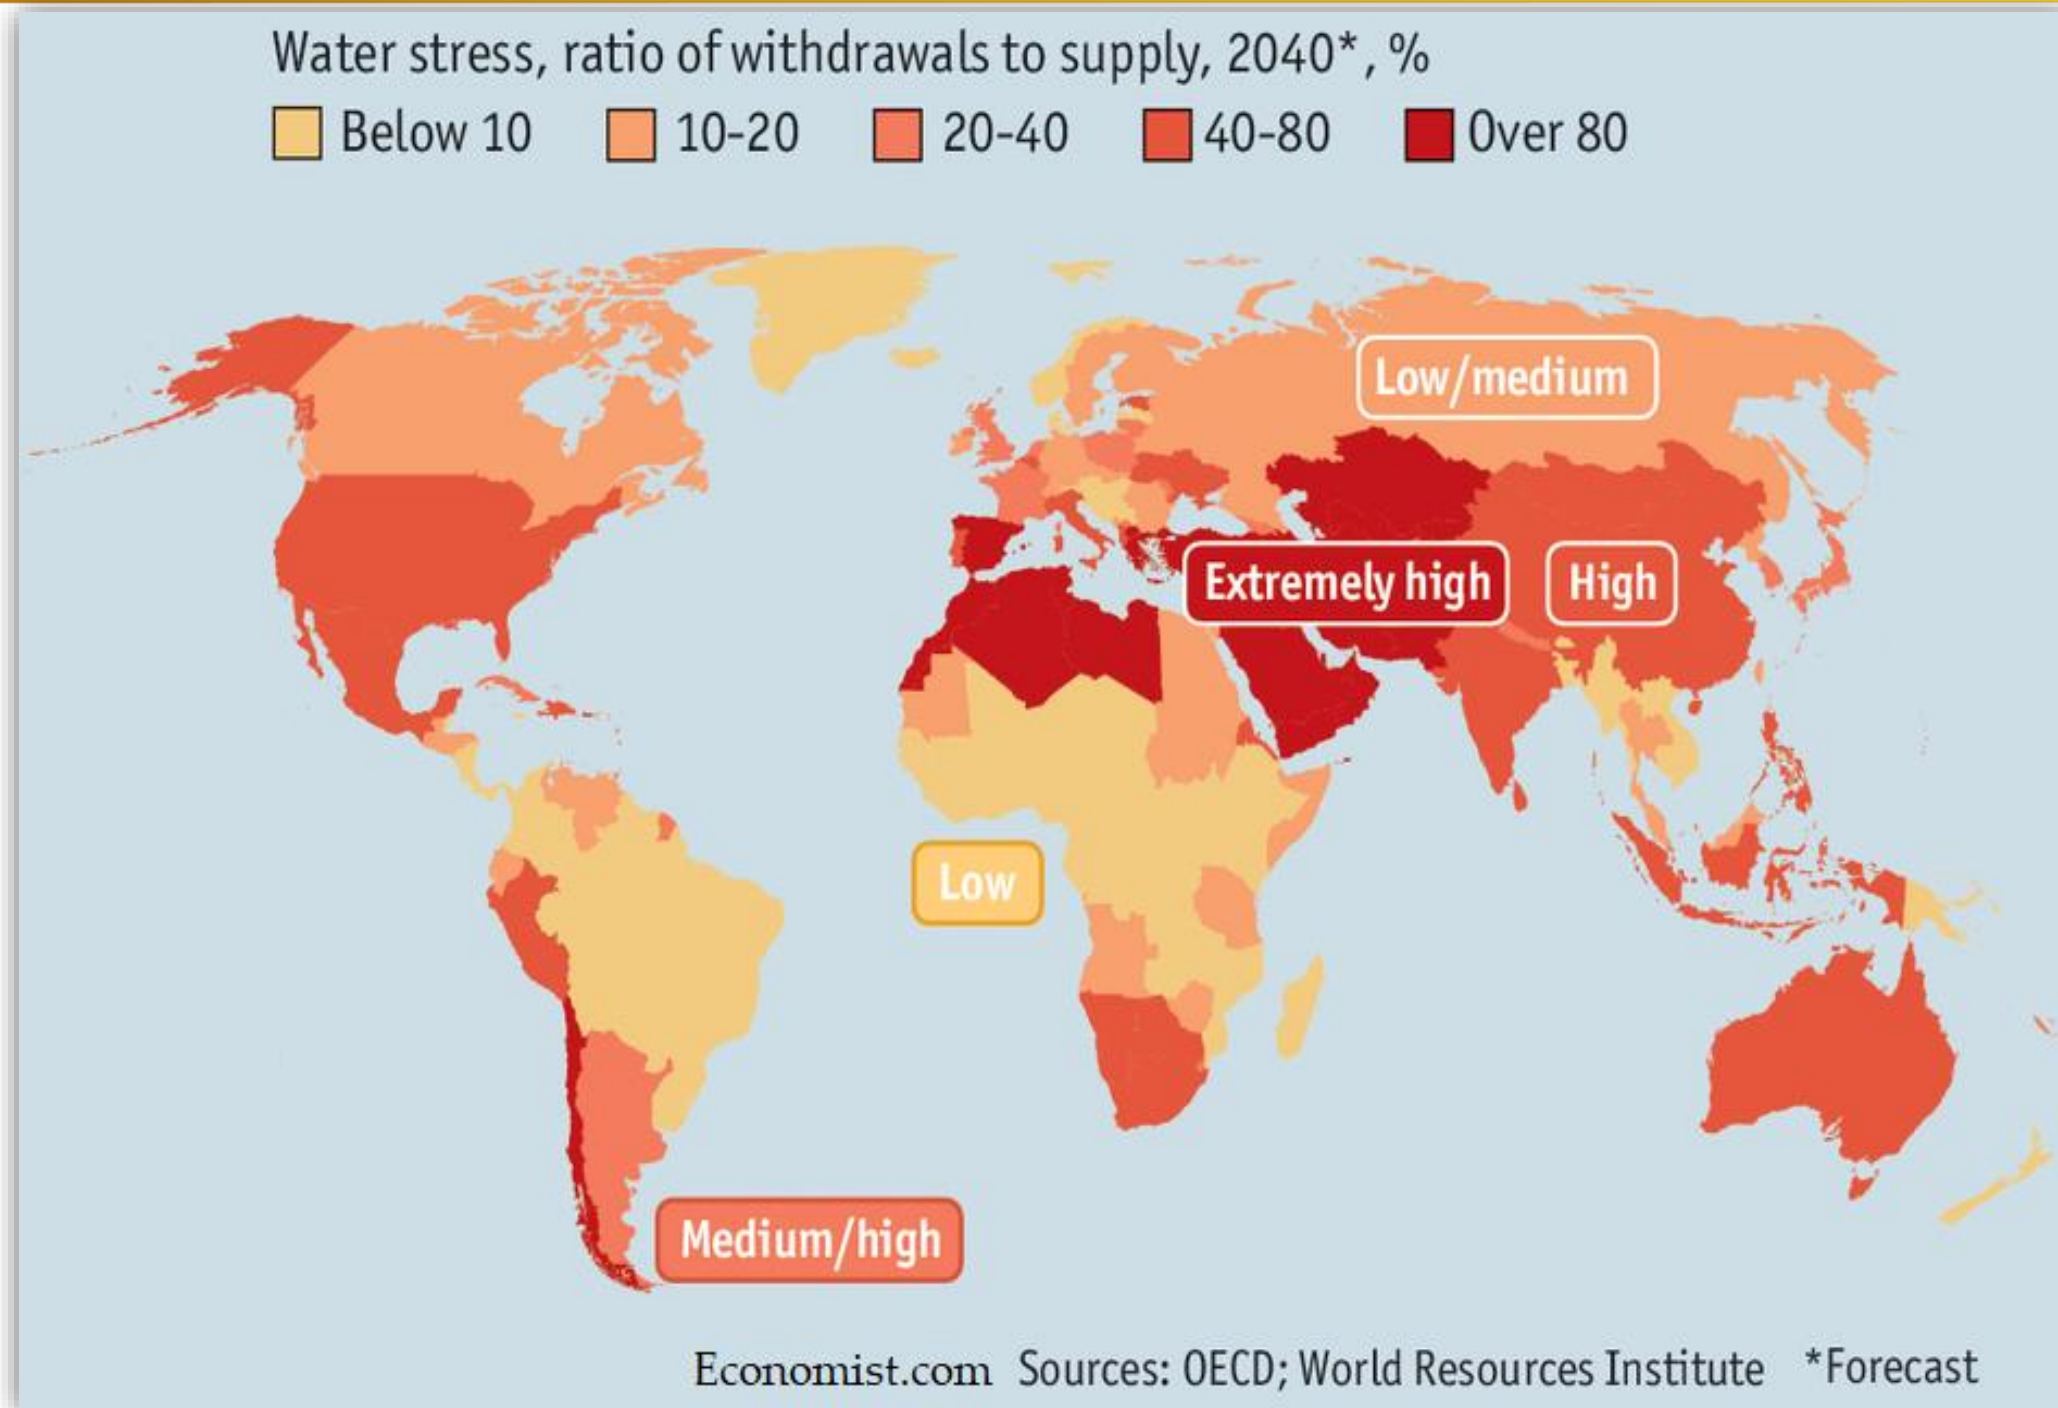 Water stress, ratio of withdrawals to supply, 2040*, %
Below 10 10-20 20-40 40-80 Over 80
Low/medium
Extremely high High
Low
Medium/high
Economist.com Sources: OECD; World Resources Institute *Forecast